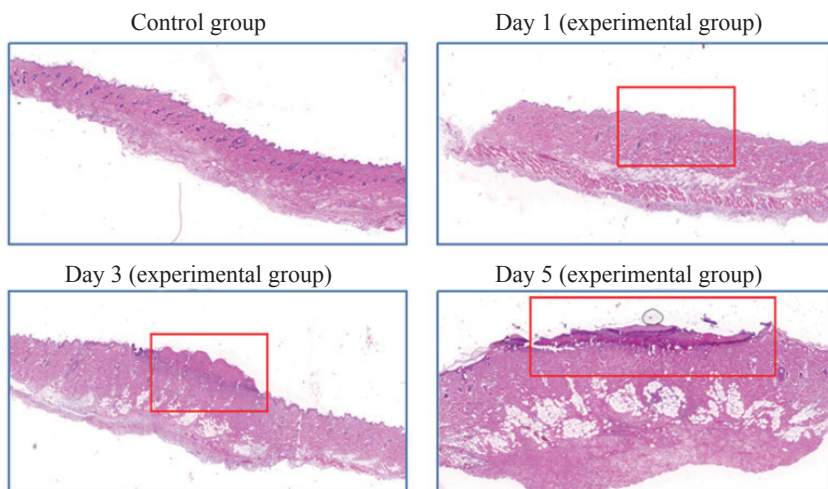 Control group
Day 1 (experimental group)
Day 3 (experimental group)
Day 5 (experimental group)